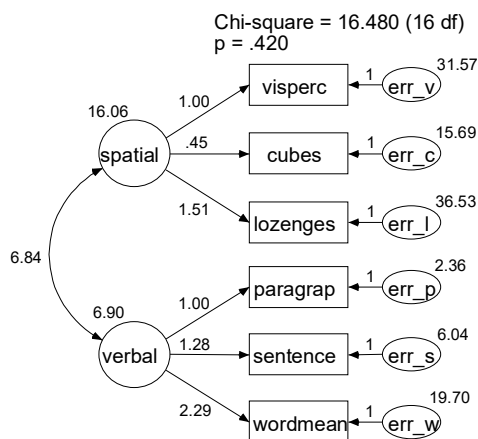 Chi-square = 16.480 (16 df)
p = .420
31.57
visperc
1
err_v
1.00
16.06
15.69
spatial
.45
cubes
1
err_c
36.53
1.51
lozenges
1
err_l
6.84
2.36
paragrap
1
err_p
1.00
6.90
6.04
verbal
1.28
sentence
1
err_s
19.70
2.29
wordmean
1
err_w